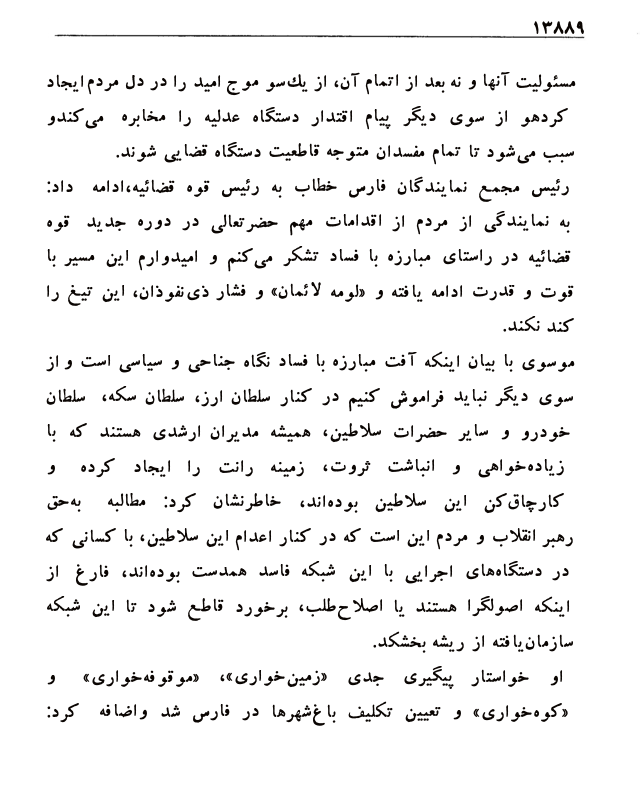 ۱۳۸۸۹
مسئولیت آنها و نه بعد از اتمام آن، از یك‌سو موج امید را در دل مردم ایجاد
کردهو از سوی دیگر پیام اقتدار دستگاه عدلیه را مخابره می‌کندو
سبب می‌شود تا تمام مفسدان متوجه قاطعیت دستگاه قضایی شوند.
رئیس مجمع نمایندگان فارس خطاب به رئیس قوه قضائیه،ادامه داد:
به نمایندگی از مردم از اقدامات مهم حضرتعالی در دوره جدید قوه
قضائیه در راستای مبارزه با فساد تشکر می‌کنم و امیدوارم این مسیر با
قوت و قدرت ادامه یافته و «لومه لائمان» و فشار ذی‌نفوذان، این تیغ را
کند نکند.
موسوی با بیان اینکه آفت مبارزه با فساد نگاه جناحی و سیاسی است و از
سوی دیگر نباید فراموش کنیم در کنار سلطان ارز، سلطان سکه، سلطان
خودرو و سایر حضرات سلاطین، همیشه مدیران ارشدی هستند که با
زیاده‌خواهی و انباشت ثروت، زمینه رانت را ایجاد کرده و
کارچاق‌کن این سلاطین بوده‌اند، خاطرنشان کرد: مطالبه به‌حق
رهبر انقلاب و مردم این است که در کنار اعدام این سلاطین، با کسانی که
در دستگاه‌های اجرایی با این شبکه فاسد همدست بوده‌اند، فارغ از
اینکه اصولگرا هستند یا اصلاح‌طلب، برخورد قاطع شود تا این شبکه
سازمان‌یافته از ریشه بخشکد.
او خواستار پیگیری جدی «زمین‌خواری»، «موقوفه‌خواری» و
«کوه‌خواری» و تعیین تکلیف باغ‌شهرها در فارس شد واضافه کرد: